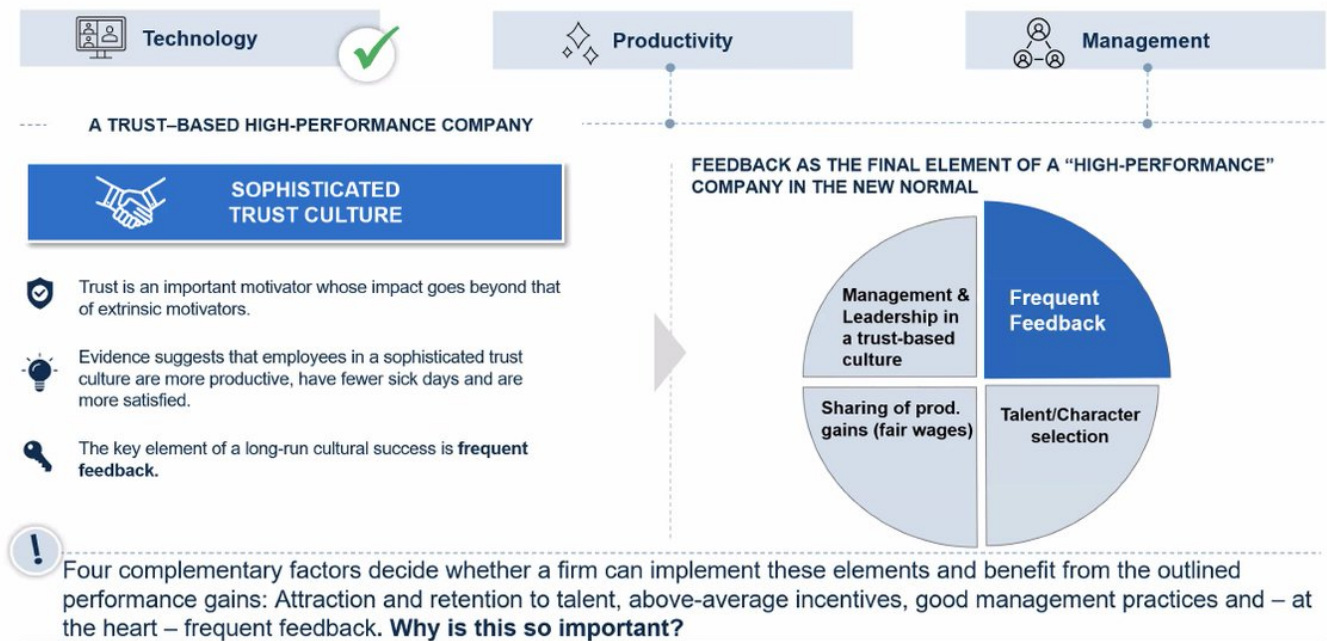 Technology
Productivity
Management
A TRUST–BASED HIGH-PERFORMANCE COMPANY
SOPHISTICATED
TRUST CULTURE
Trust is an important motivator whose impact goes beyond that
of extrinsic motivators.
Evidence suggests that employees in a sophisticated trust
culture are more productive, have fewer sick days and are
more satisfied.
The key element of a long-run cultural success is frequent
feedback.
FEEDBACK AS THE FINAL ELEMENT OF A “HIGH-PERFORMANCE”
COMPANY IN THE NEW NORMAL
Management &
Leadership in
a trust-based
culture
Frequent
Feedback
Sharing of prod.
gains (fair wages)
Talent/Character
selection
!
Four complementary factors decide whether a firm can implement these elements and benefit from the outlined
performance gains: Attraction and retention to talent, above-average incentives, good management practices and – at
the heart – frequent feedback. Why is this so important?